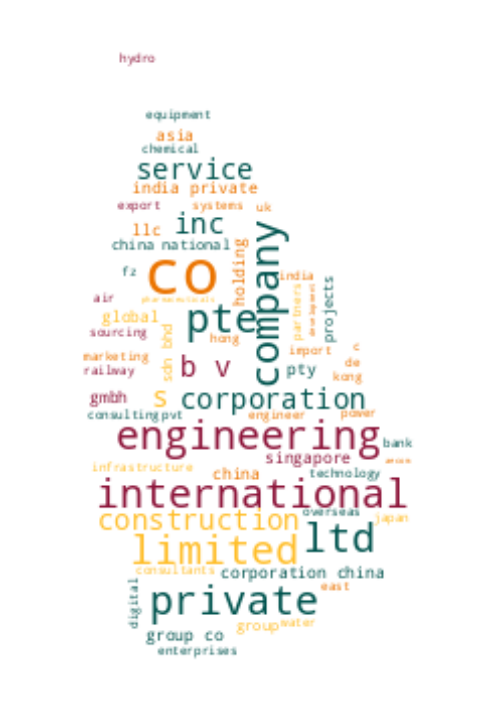 hydro
equipment
asia
chemical
service
india private
export systems uk
llc inc
china national
company
holding
fz co india
air pharmaceuticals
partners
projects
global pte
sourcing hong
sdn bhd
marketing import c
railway b v pty de
kong
gmbh s corporation
consulting pvt engineer power
engineering bank
singapore
infrastructure china technology
international
overseas
construction japan
limited ltd
consultants corporation china
digital
private east
group water
group co
enterprises